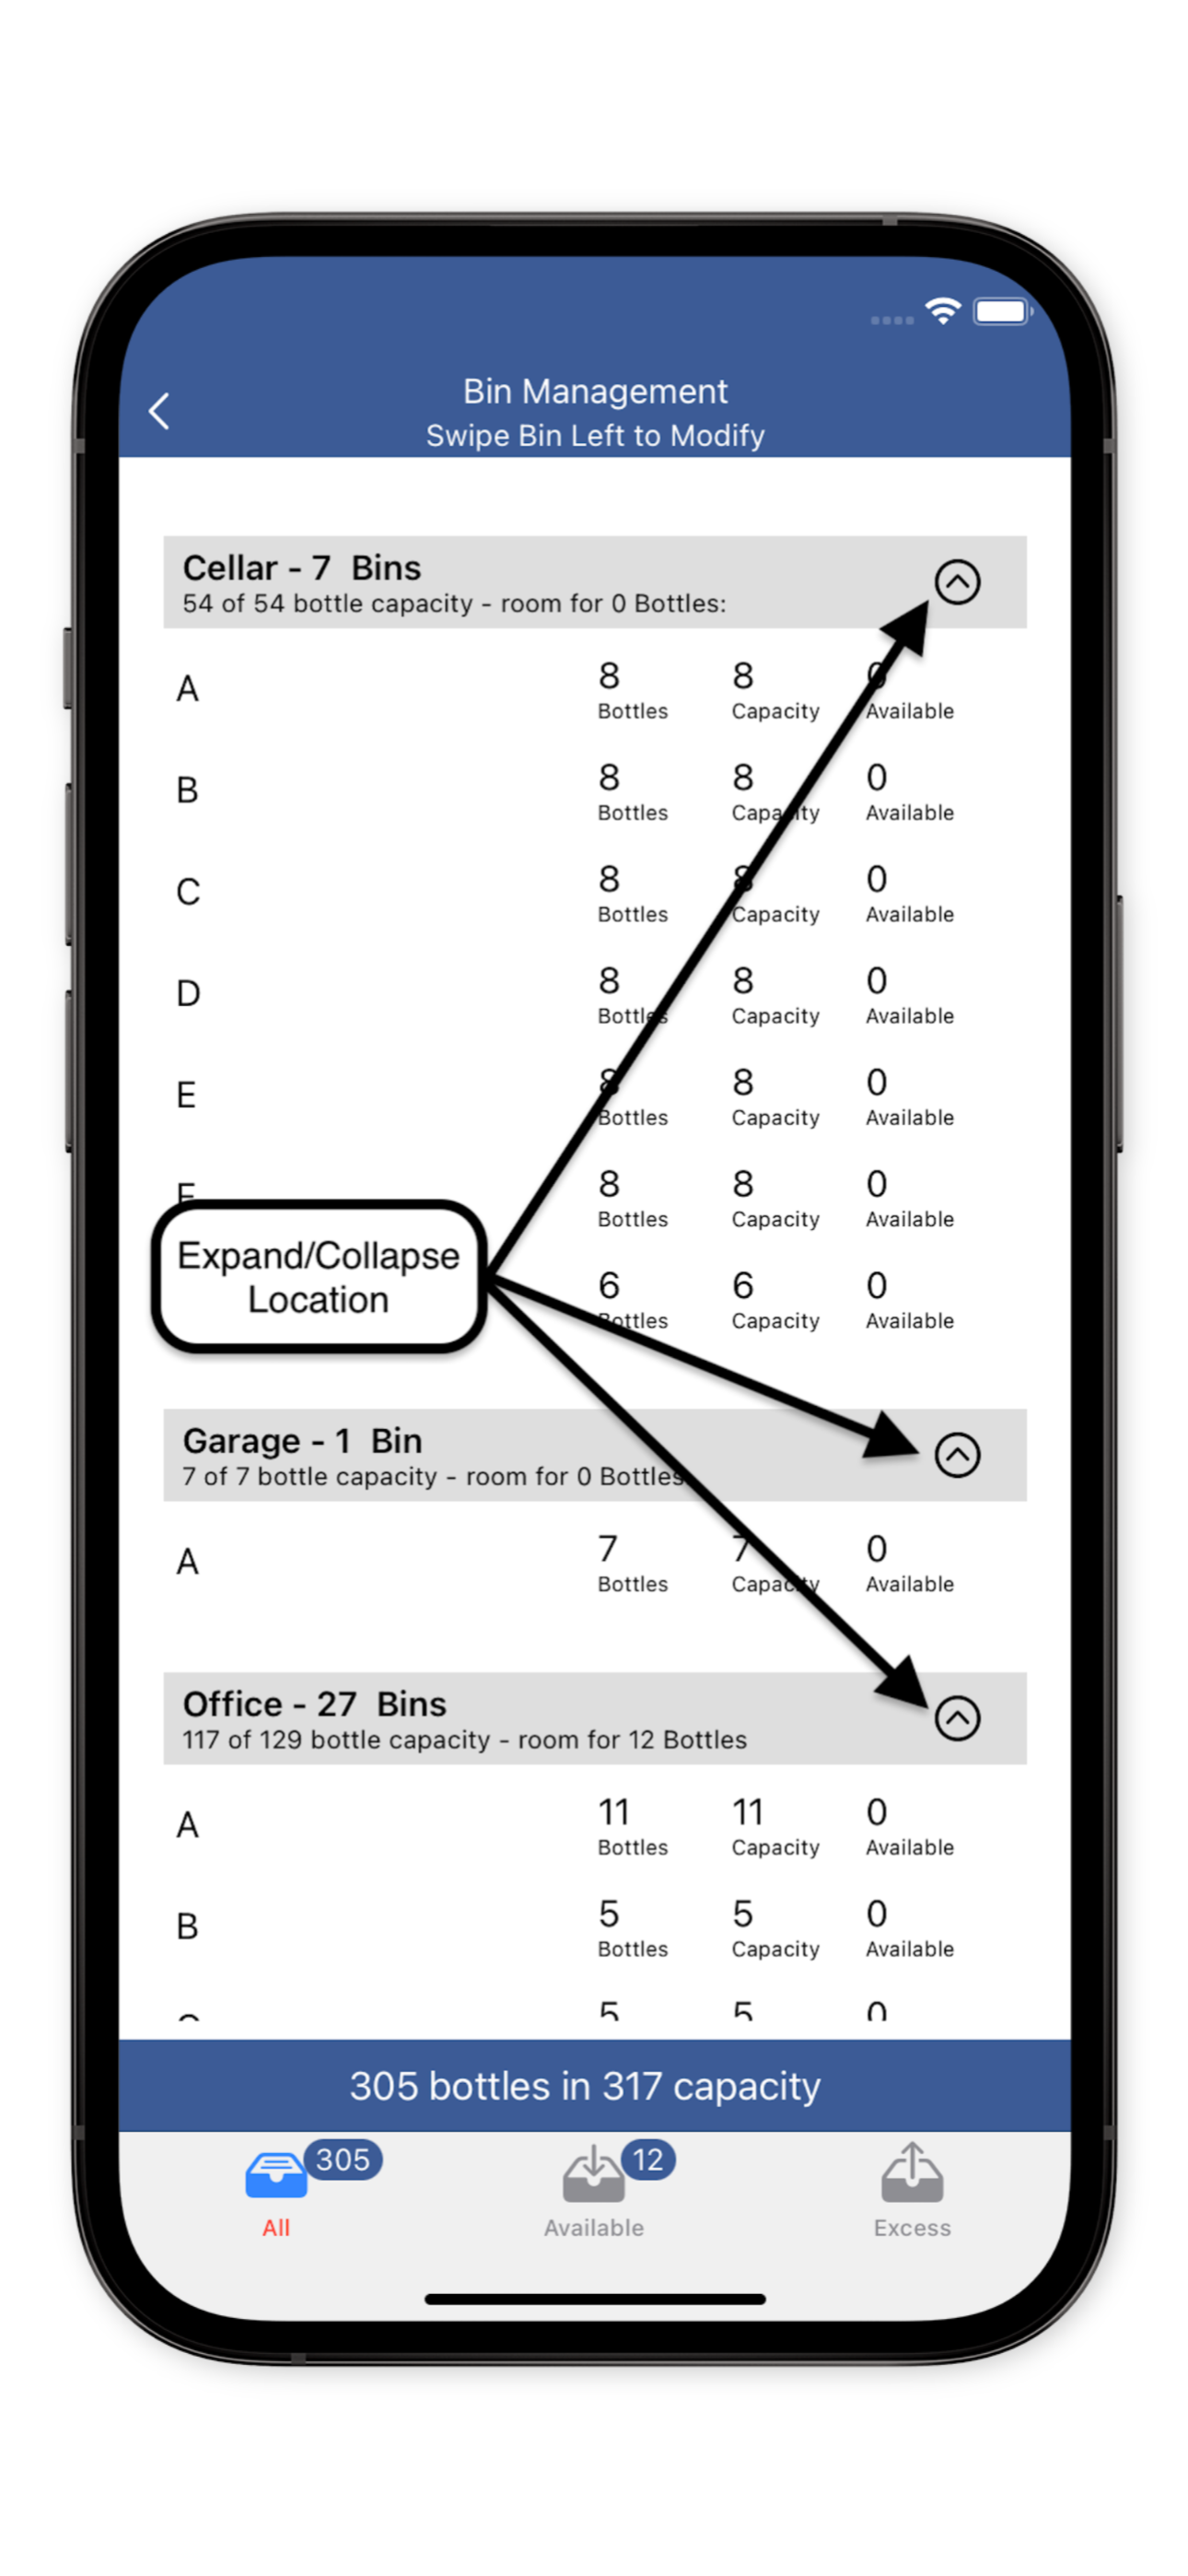 Bin Management
Swipe Bin Left to Modify
Cellar - 7 Bins
54 of 54 bottle capacity - room for 0 Bottles:
A 8 8 0
Bottles Capacity Available
B 8 8 0
Bottles Capacity Available
C 8 8 0
Bottles Capacity Available
D 8 8 0
Bottles Capacity Available
E 8 8 0
Bottles Capacity Available
F 8 8 0
Bottles Capacity Available
Expand/Collapse
Location
6 6 0
Bottles Capacity Available
Garage - 1 Bin
7 of 7 bottle capacity - room for 0 Bottles
A 7 7 0
Bottles Capacity Available
Office - 27 Bins
117 of 129 bottle capacity - room for 12 Bottles
A 11 11 0
Bottles Capacity Available
B 5 5 0
Bottles Capacity Available
5 5 0
305 bottles in 317 capacity
305 12
All Available Excess